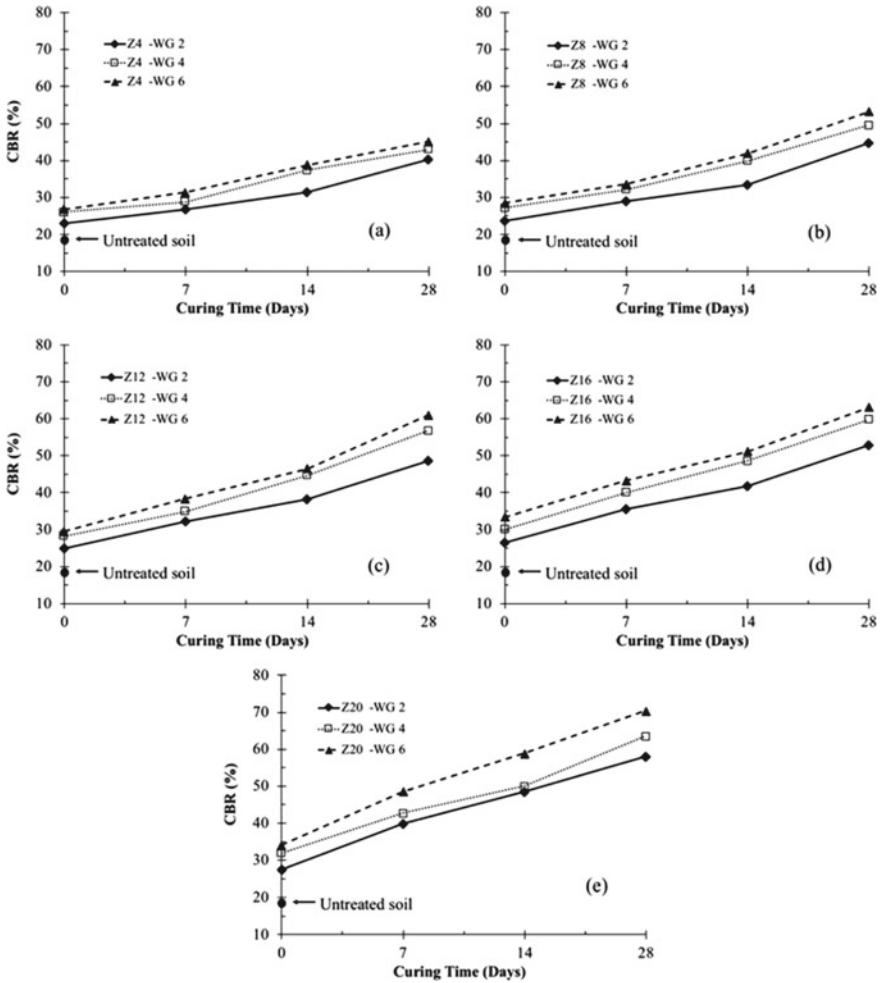 80
70
60
50
40
30
20
10
CBR (%)
Z4 -WG 2
Z4 -WG 4
Z4 -WG 6
(a)
Untreated soil
0 7 14 28
Curing Time (Days)
80
70
60
50
40
30
20
10
Z8 -WG 2
Z8 -WG 4
Z8 -WG 6
(b)
Untreated soil
0 7 14 28
Curing Time (Days)
80
70
60
50
40
30
20
10
CBR (%)
Z12 -WG 2
Z12 -WG 4
Z12 -WG 6
(c)
Untreated soil
0 7 14 28
Curing Time (Days)
80
70
60
50
40
30
20
10
Z16 -WG 2
Z16 -WG 4
Z16 -WG 6
(d)
Untreated soil
0 7 14 28
Curing Time (Days)
80
70
60
50
40
30
20
10
CBR (%)
Z20 -WG 2
Z20 -WG 4
Z20 -WG 6
(e)
Untreated soil
0 7 14 28
Curing Time (Days)